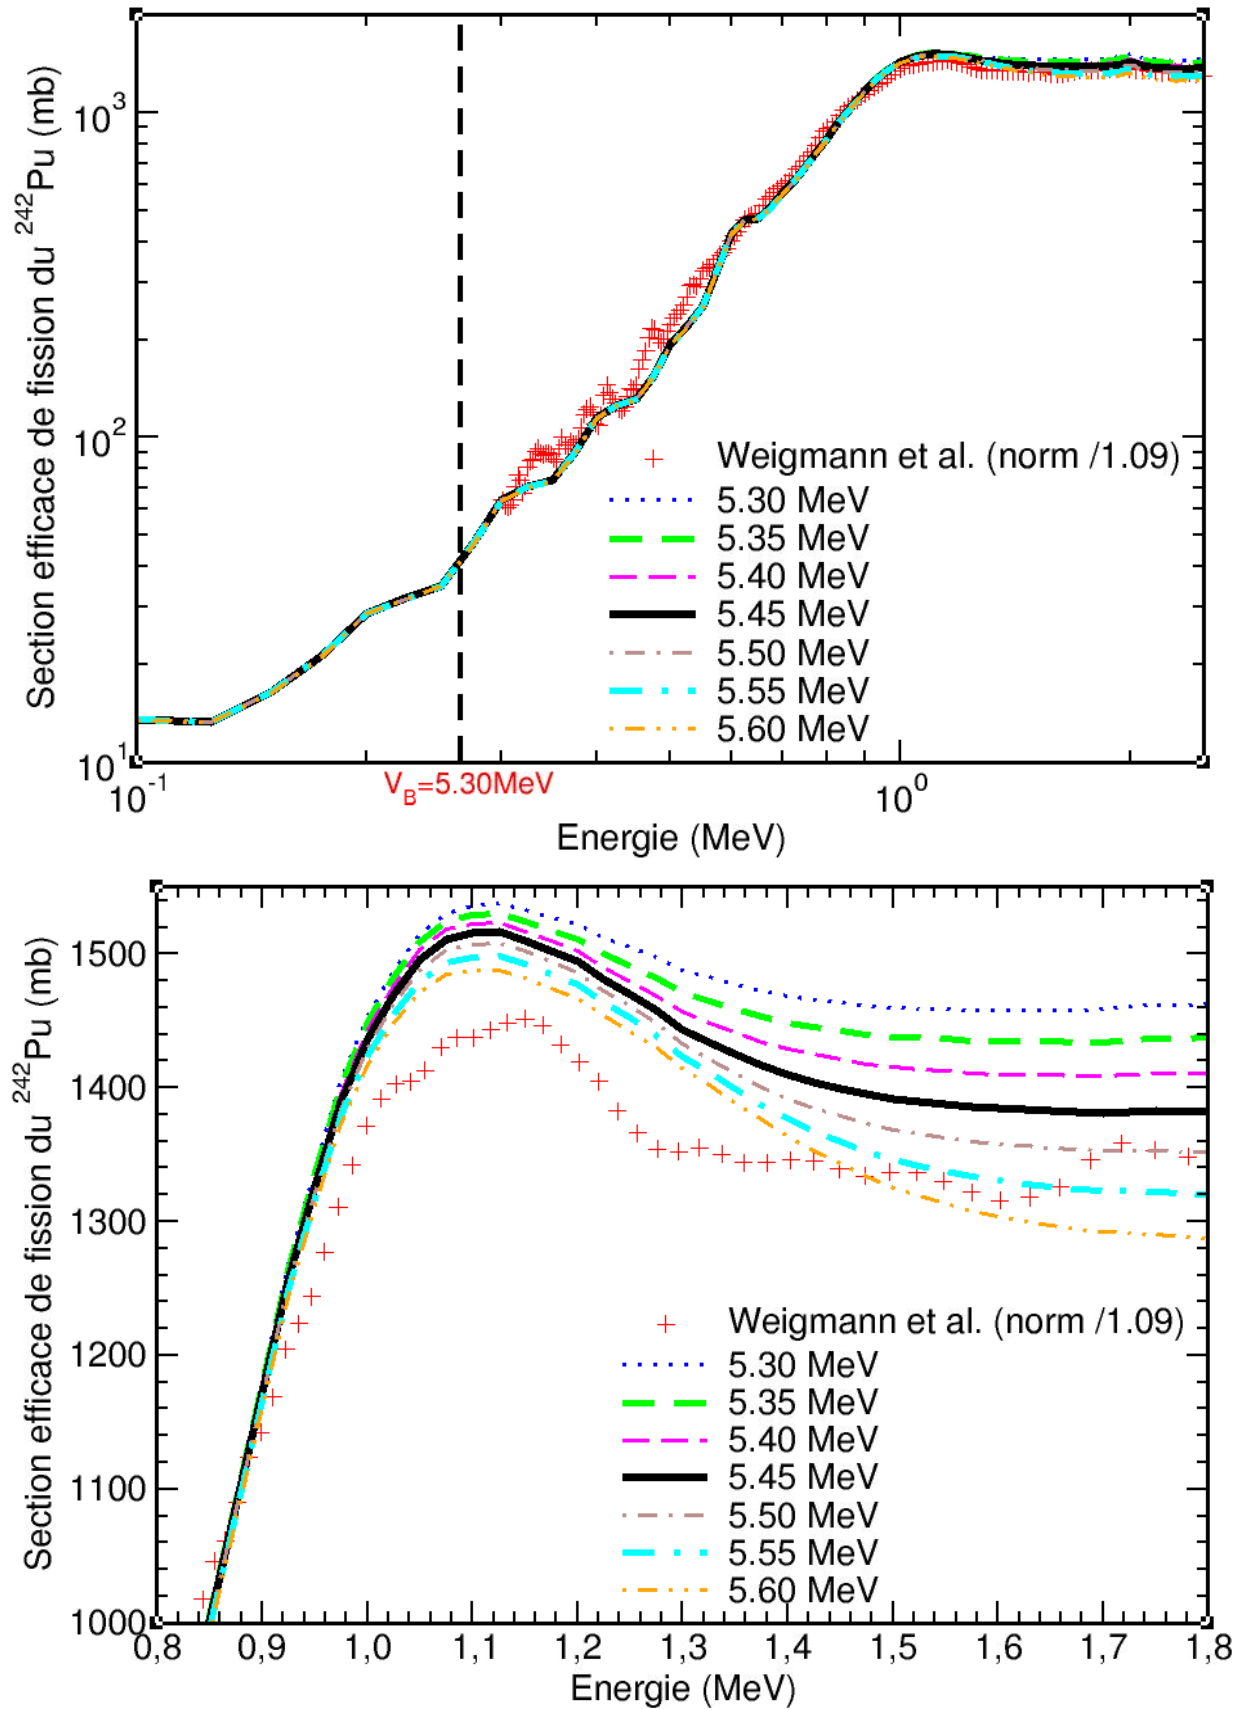 Section efficace de fission du ²⁴²Pu (mb)
10³
10²
10¹
Weigmann et al. (norm /1.09)
5.30 MeV
5.35 MeV
5.40 MeV
5.45 MeV
5.50 MeV
5.55 MeV
5.60 MeV
V_B=5.30MeV
10⁻¹ 10⁰
Energie (MeV)
Section efficace de fission du ²⁴²Pu (mb)
1500
1400
1300
1200
1100
1000
Weigmann et al. (norm /1.09)
5.30 MeV
5.35 MeV
5.40 MeV
5.45 MeV
5.50 MeV
5.55 MeV
5.60 MeV
0,8 0,9 1,0 1,1 1,2 1,3 1,4 1,5 1,6 1,7 1,8
Energie (MeV)